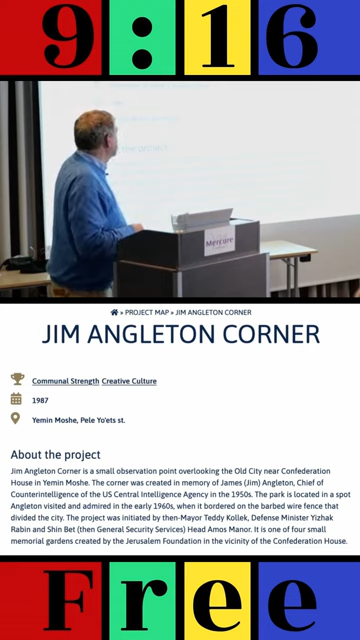 9:16
Mercure
» PROJECT MAP » JIM ANGLETON CORNER
JIM ANGLETON CORNER
Communal Strength Creative Culture
1987
Yemin Moshe, Pele Yo'ets st.
About the project
Jim Angleton Corner is a small observation point overlooking the Old City near Confederation
House in Yemin Moshe. The corner was created in memory of James (Jim) Angleton, Chief of
Counterintelligence of the US Central Intelligence Agency in the 1950s. The park is located in a spot
Angleton visited and admired in the early 1960s, when it bordered on the barbed wire fence that
divided the city. The project was initiated by then-Mayor Teddy Kollek, Defense Minister Yizhak
Rabin and Shin Bet (then General Security Services) Head Amos Manor. It is one of four small
memorial gardens created by the Jerusalem Foundation in the vicinity of the Confederation House.
Free